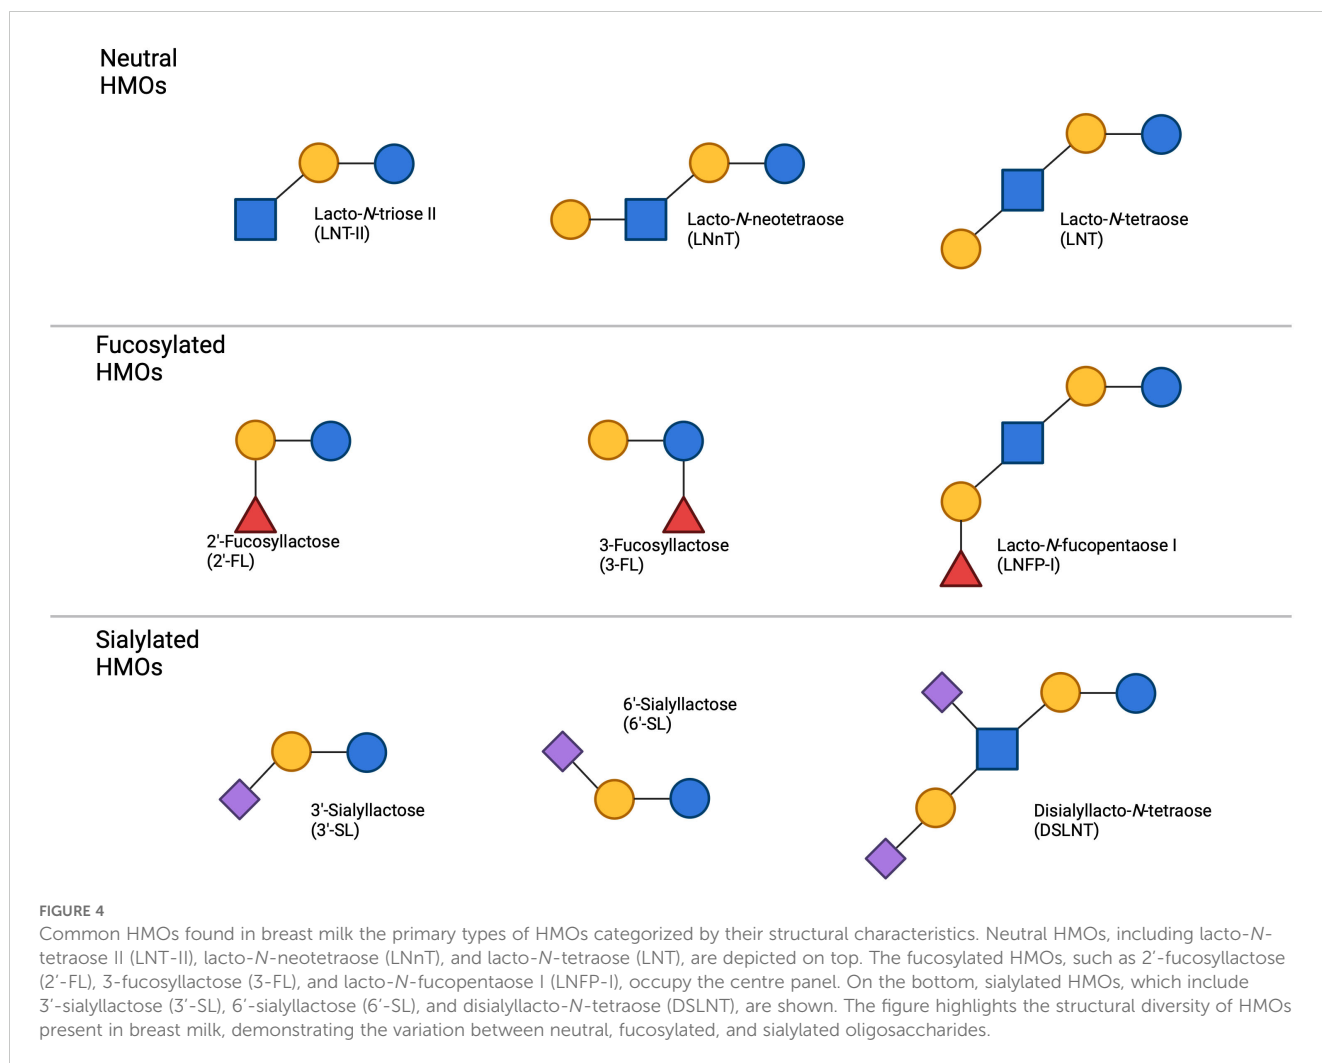 Neutral
HMOs
Lacto-N-triose II
(LNT-II)
Lacto-N-neotetraose
(LNnT)
Lacto-N-tetraose
(LNT)
Fucosylated
HMOs
2'-Fucosyllactose
(2'-FL)
3-Fucosyllactose
(3-FL)
Lacto-N-fucopentaose I
(LNFP-I)
Sialylated
HMOs
3'-Sialyllactose
(3'-SL)
6'-Sialyllactose
(6'-SL)
Disialyllacto-N-tetraose
(DSLNT)
FIGURE 4
Common HMOs found in breast milk the primary types of HMOs categorized by their structural characteristics. Neutral HMOs, including lacto-N-
tetraose II (LNT-II), lacto-N-neotetraose (LNnT), and lacto-N-tetraose (LNT), are depicted on top. The fucosylated HMOs, such as 2’-fucosyllactose
(2’-FL), 3-fucosyllactose (3-FL), and lacto-N-fucopentaose I (LNFP-I), occupy the centre panel. On the bottom, sialylated HMOs, which include
3’-sialyllactose (3’-SL), 6’-sialyllactose (6’-SL), and disialyllacto-N-tetraose (DSLNT), are shown. The figure highlights the structural diversity of HMOs
present in breast milk, demonstrating the variation between neutral, fucosylated, and sialylated oligosaccharides.